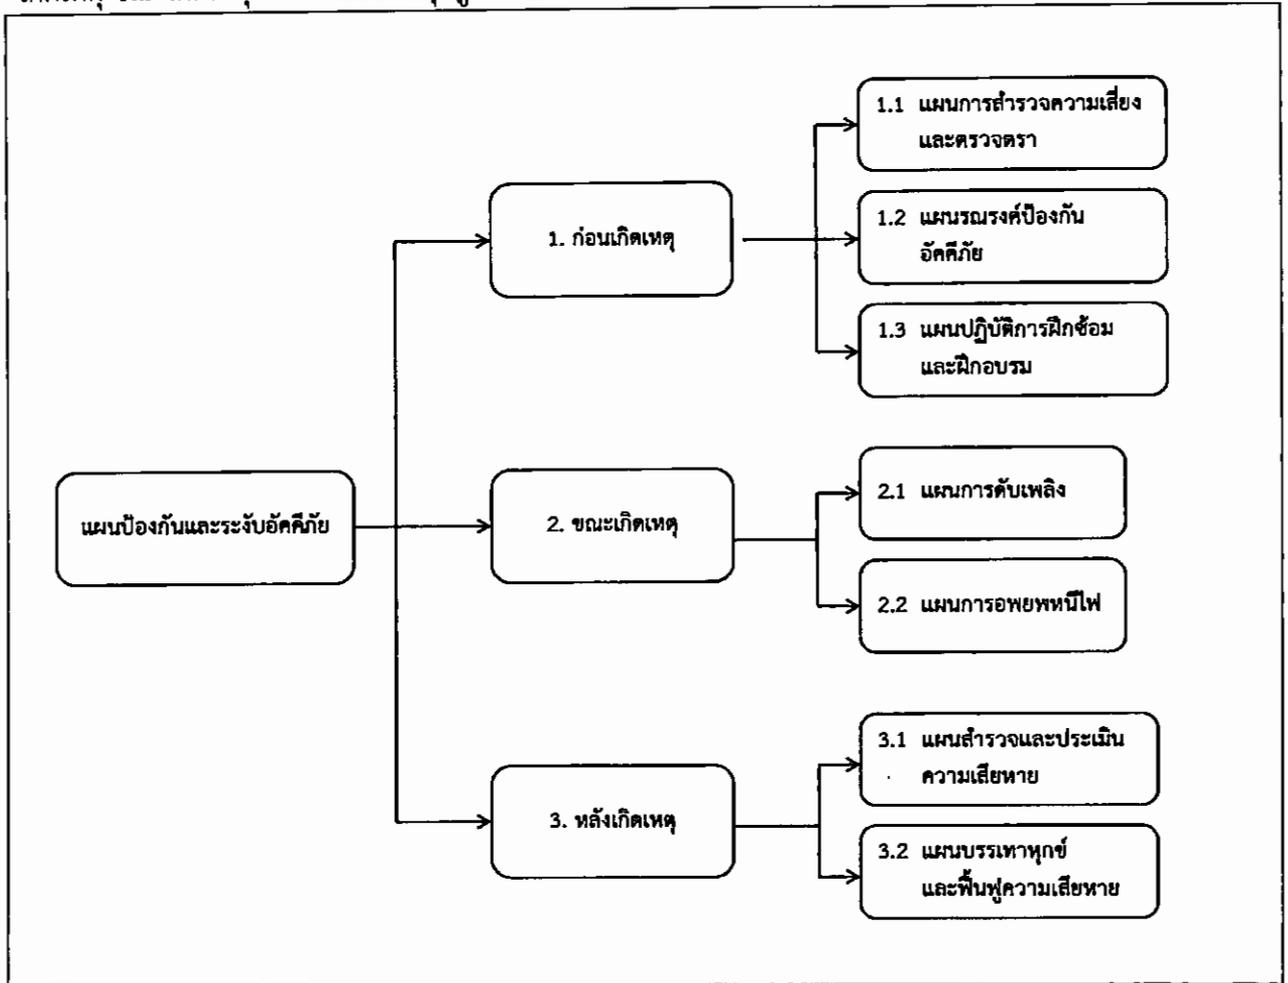 1.1 แผนการสำรวจความเสี่ยง
และตรวจตรา
1. ก่อนเกิดเหตุ
1.2 แผนรณรงค์ป้องกัน
อัคคีภัย
1.3 แผนปฏิบัติการฝึกซ้อม
และฝึกอบรม
แผนป้องกันและระงับอัคคีภัย
2. ขณะเกิดเหตุ
2.1 แผนการดับเพลิง
2.2 แผนการอพยพหนีไฟ
3. หลังเกิดเหตุ
3.1 แผนสำรวจและประเมิน
ความเสียหาย
3.2 แผนบรรเทาทุกข์
และฟื้นฟูความเสียหาย